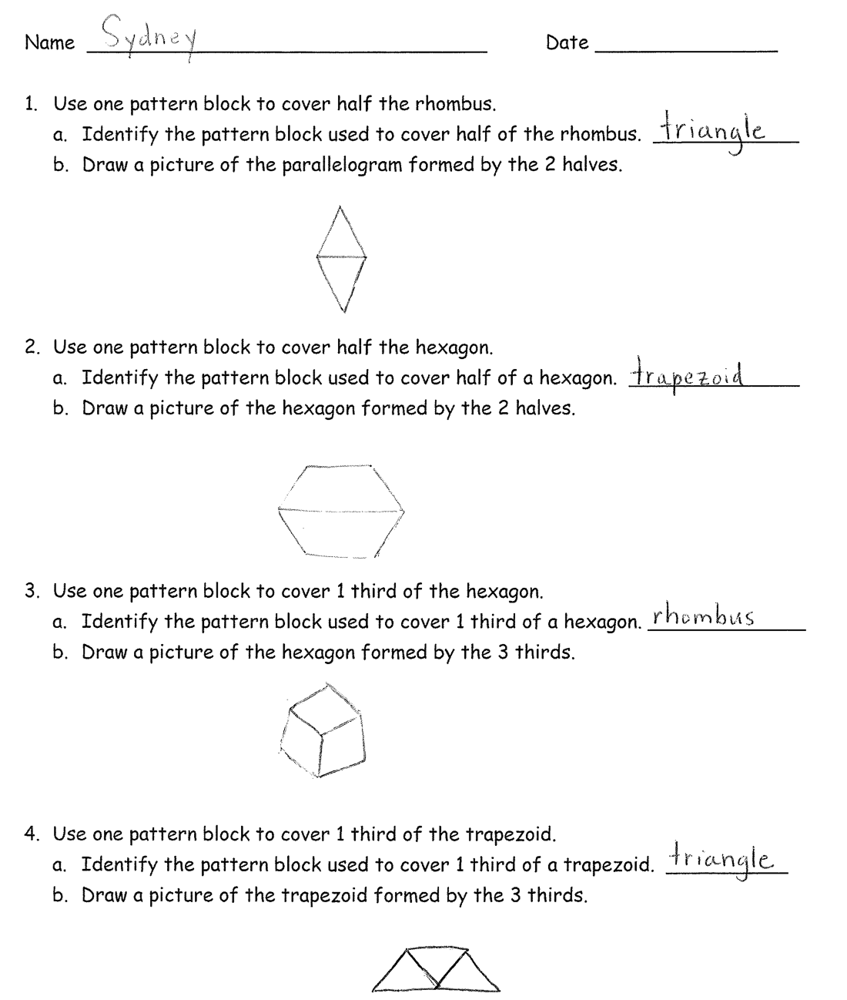 Name Sydney Date
1. Use one pattern block to cover half the rhombus.
a. Identify the pattern block used to cover half of the rhombus. triangle
b. Draw a picture of the parallelogram formed by the 2 halves.
2. Use one pattern block to cover half the hexagon.
a. Identify the pattern block used to cover half of a hexagon. trapezoid
b. Draw a picture of the hexagon formed by the 2 halves.
3. Use one pattern block to cover 1 third of the hexagon.
a. Identify the pattern block used to cover 1 third of a hexagon. rhombus
b. Draw a picture of the hexagon formed by the 3 thirds.
4. Use one pattern block to cover 1 third of the trapezoid.
a. Identify the pattern block used to cover 1 third of a trapezoid. triangle
b. Draw a picture of the trapezoid formed by the 3 thirds.